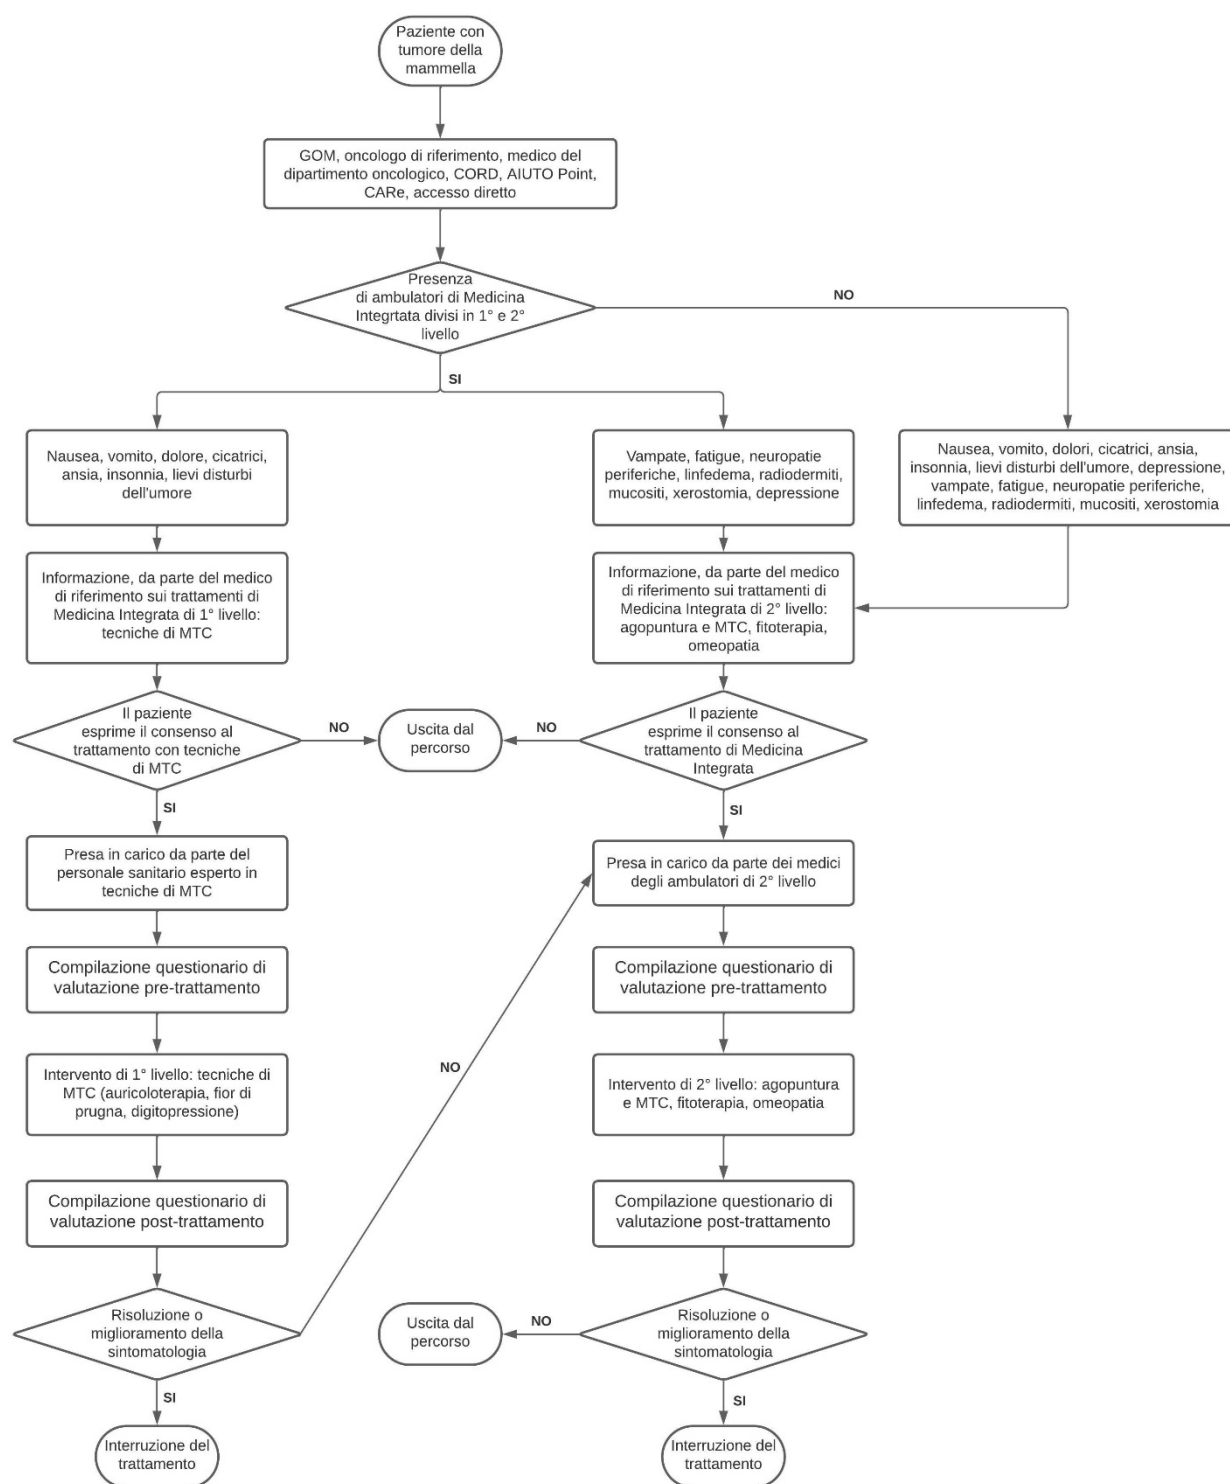 Paziente con
tumore della
mammella
GOM, oncologo di riferimento, medico del
dipartimento oncologico, CORD, AIUTO Point,
CARe, accesso diretto
Presenza
di ambulatori di Medicina
Integrtata divisi in 1° e 2°
livello
NO
SI
Nausea, vomito, dolore, cicatrici,
ansia, insonnia, lievi disturbi
dell'umore
Vampate, fatigue, neuropatie
periferiche, linfedema, radiodermiti,
mucositi, xerostomia, depressione
Nausea, vomito, dolori, cicatrici, ansia,
insonnia, lievi disturbi dell'umore, depressione,
vampate, fatigue, neuropatie periferiche,
linfedema, radiodermiti, mucositi, xerostomia
Informazione, da parte del medico
di riferimento sui trattamenti di
Medicina Integrata di 1° livello:
tecniche di MTC
Informazione, da parte del medico
di riferimento sui trattamenti di
Medicina Integrata di 2° livello:
agopuntura e MTC, fitoterapia,
omeopatia
Il paziente
esprime il consenso al
trattamento con tecniche
di MTC
NO
Uscita dal
percorso
NO
Il paziente
esprime il consenso al
trattamento di Medicina
Integrata
SI
SI
Presa in carico da parte del
personale sanitario esperto in
tecniche di MTC
Presa in carico da parte dei medici
degli ambulatori di 2° livello
Compilazione questionario di
valutazione pre-trattamento
Compilazione questionario di
valutazione pre-trattamento
Intervento di 1° livello: tecniche di
MTC (auricoloterapia, fior di
prugna, digitopressione)
NO
Intervento di 2° livello: agopuntura
e MTC, fitoterapia, omeopatia
Compilazione questionario di
valutazione post-trattamento
Compilazione questionario di
valutazione post-trattamento
Risoluzione o
miglioramento della
sintomatologia
Uscita dal
percorso
NO
Risoluzione o
miglioramento della
sintomatologia
SI
SI
Interruzione del
trattamento
Interruzione del
trattamento